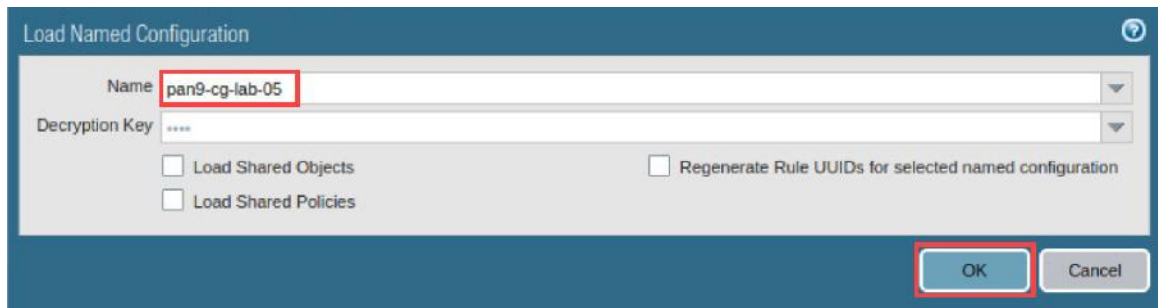 Load Named Configuration
Name pan9-cg-lab-05
Decryption Key ****
Load Shared Objects Regenerate Rule UUIDs for selected named configuration
Load Shared Policies
OK Cancel